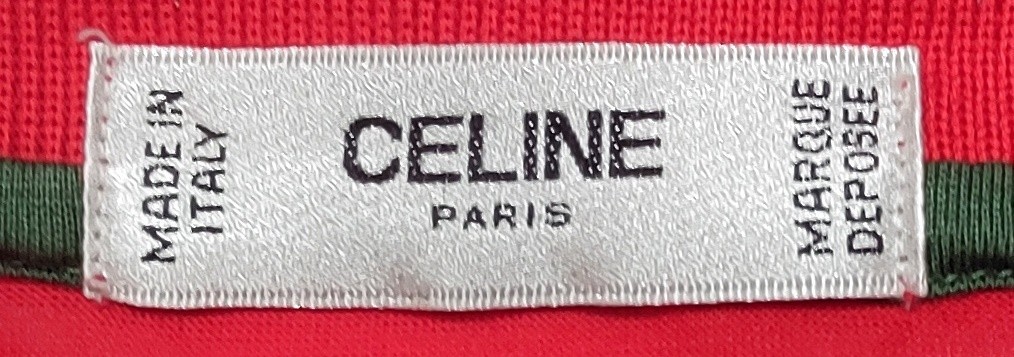 MADE IN
ITALY
CELINE
PARIS
MARQUE
DEPOSEE